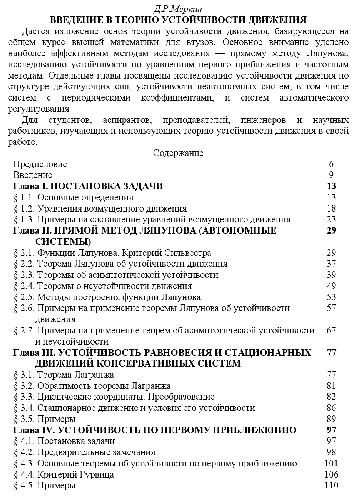 Д.Р.Меркин
ВВЕДЕНИЕ В ТЕОРИЮ УСТОЙЧИВОСТИ ДВИЖЕНИЯ
Дается изложение основ теории устойчивости движения, базирующееся на
общем курсе высшей математики для втузов. Основное внимание уделено
наиболее эффективным методам исследования — прямому методу Ляпунова,
исследованию устойчивости по уравнениям первого приближения и частотным
методам. Отдельные главы посвящены исследованию устойчивости движения по
структуре действующих сил, устойчивости неавтономных систем, в том числе
систем с периодическими коэффициентами, и систем автоматического
регулирования.
Для студентов, аспирантов, преподавателей, инженеров и научных
работников, изучающих и использующих теорию устойчивости движения в своей
работе.
Содержание
Предисловие 6
Введение 9
Глава I. ПОСТАНОВКА ЗАДАЧИ 13
§ 1.1. Основные определения 13
§ 1.2. Уравнения возмущенного движения 18
§ 1.3. Примеры на составление уравнений возмущенного движения 23
Глава II. ПРЯМОЙ МЕТОД ЛЯПУНОВА (АВТОНОМНЫЕ 29
СИСТЕМЫ)
§ 2.1. Функции Ляпунова. Критерий Сильвестра 29
§ 2.2. Теорема Ляпунова об устойчивости движения 37
§ 2.3. Теоремы об асимптотической устойчивости 39
§ 2.4. Теоремы о неустойчивости движения 49
§ 2.5. Методы построения функции Ляпунова 53
§ 2.6. Примеры на применение теоремы Ляпунова об устойчивости 57
движения
§ 2.7. Примеры на применение теорем об асимптотической устойчивости 67
и неустойчивости
Глава III. УСТОЙЧИВОСТЬ РАВНОВЕСИЯ И СТАЦИОНАРНЫХ 77
ДВИЖЕНИЙ КОНСЕРВАТИВНЫХ СИСТЕМ
§ 3.1. Теорема Лагранжа 77
§ 3.2. Обратимость теоремы Лагранжа 81
§ 3.3. Циклические координаты. Преобразование 82
§ 3.4. Стационарное движение и условия его устойчивости 86
§ 3.5. Примеры 89
Глава IV. УСТОЙЧИВОСТЬ ПО ПЕРВОМУ ПРИБЛИЖЕНИЮ 97
§ 4.1. Постановка задачи 97
§ 4.2. Предварительные замечания 98
§ 4.3. Основные теоремы об устойчивости по первому приближению 101
§ 4.4. Критерий Гурвица 106
§ 4.5. Примеры 110